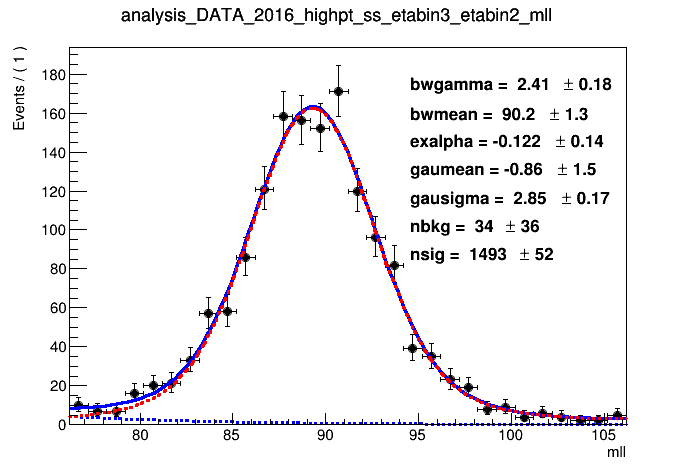 analysis_DATA_2016_highpt_ss_etabin3_etabin2_mll
Events / ( 1 )
bwgamma = 2.41 ± 0.18
bwmean = 90.2 ± 1.3
exalpha = -0.122 ± 0.14
gaumean = -0.86 ± 1.5
gausigma = 2.85 ± 0.17
nbkg = 34 ± 36
nsig = 1493 ± 52
180
160
140
120
100
80
60
40
20
0
80 85 90 95 100 105
mll